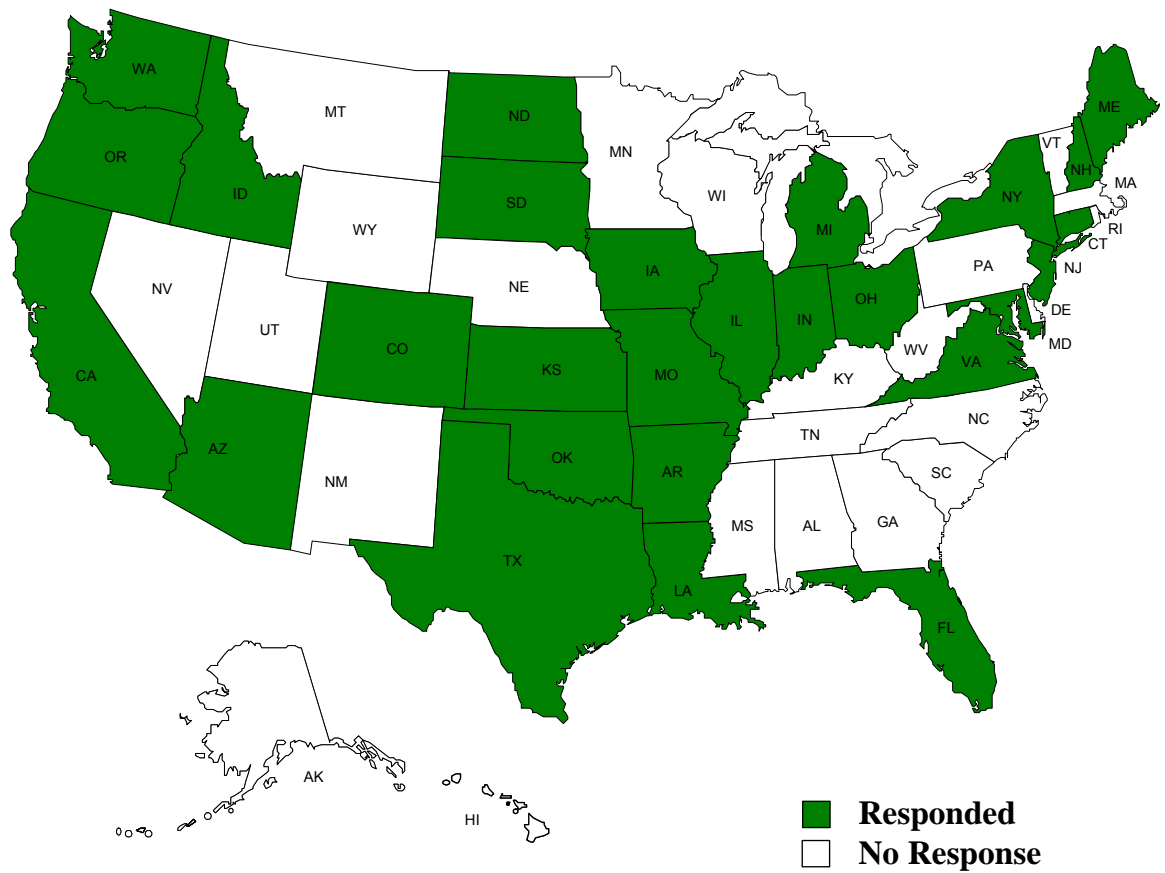 WA
MT
ND
MN
ME
VT
NH
OR
ID
SD
WI
NY
MA
WY
MI
RI
CT
IA
PA
NJ
NV
NE
OH
UT
IL
IN
DE
CO
MD
CA
KS
MO
WV
VA
KY
NC
TN
AZ
OK
AR
SC
NM
MS
AL
GA
TX
LA
FL
AK
HI
Responded
No Response